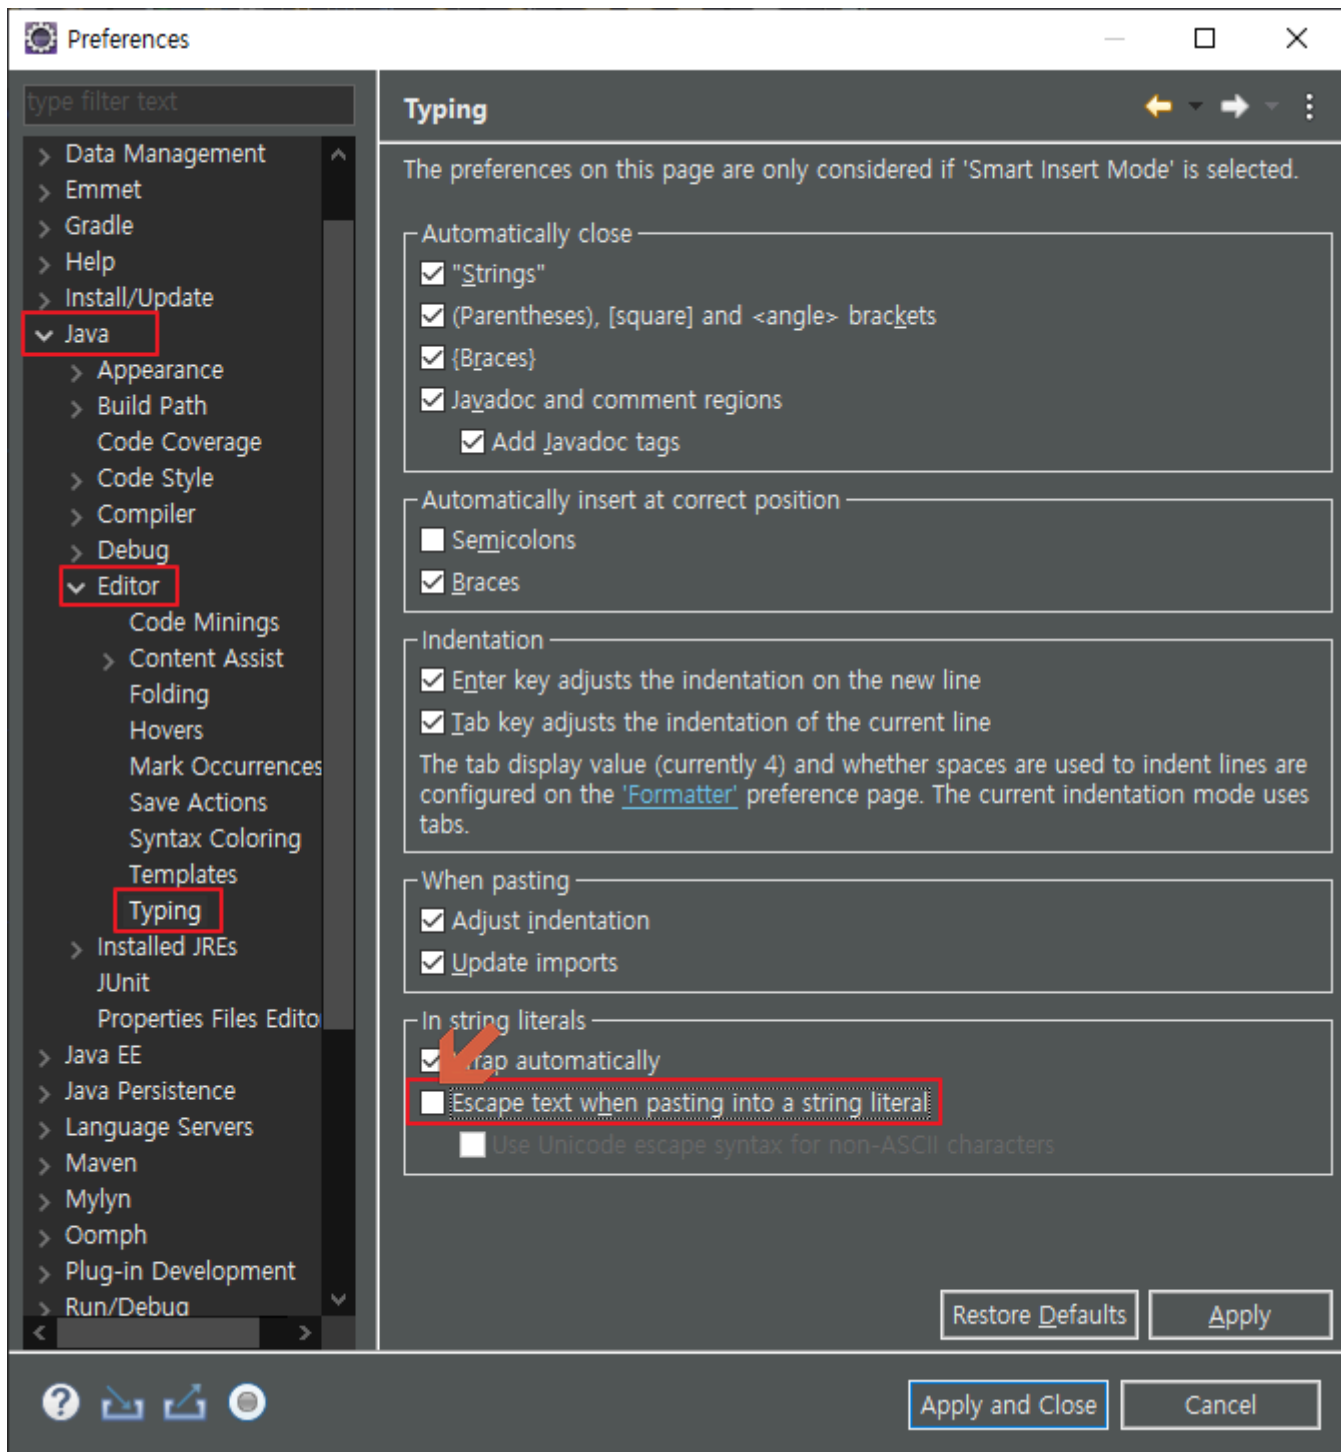 Preferences
type filter text
Data Management
Emmet
Gradle
Help
Install/Update
Java
Appearance
Build Path
Code Coverage
Code Style
Compiler
Debug
Editor
Code Minings
Content Assist
Folding
Hovers
Mark Occurrences
Save Actions
Syntax Coloring
Templates
Typing
Installed JREs
JUnit
Properties Files Edito
Java EE
Java Persistence
Language Servers
Maven
Mylyn
Oomph
Plug-in Development
Run/Debug
Typing
The preferences on this page are only considered if 'Smart Insert Mode' is selected.
Automatically close
"Strings"
(Parentheses), [square] and <angle> brackets
{Braces}
Javadoc and comment regions
Add Javadoc tags
Automatically insert at correct position
Semicolons
Braces
Indentation
Enter key adjusts the indentation on the new line
Tab key adjusts the indentation of the current line
The tab display value (currently 4) and whether spaces are used to indent lines are
configured on the 'Formatter' preference page. The current indentation mode uses
tabs.
When pasting
Adjust indentation
Update imports
In string literals
Wrap automatically
Escape text when pasting into a string literal
Use Unicode escape syntax for non-ASCII characters
Restore Defaults
Apply
Apply and Close
Cancel